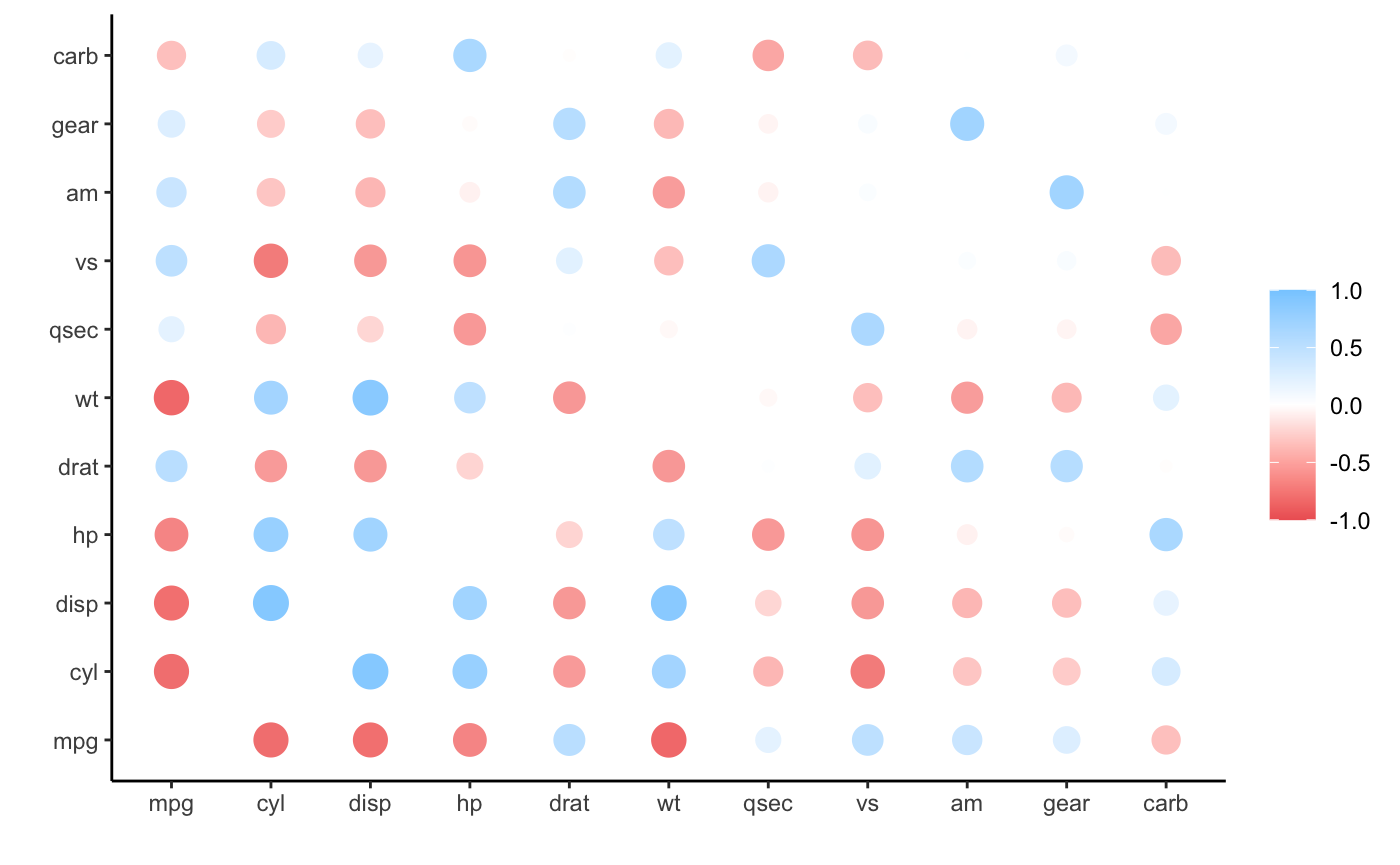 carb
gear
am
vs
qsec
wt
drat
hp
disp
cyl
mpg
mpg cyl disp hp drat wt qsec vs am gear carb
1.0
0.5
0.0
-0.5
-1.0